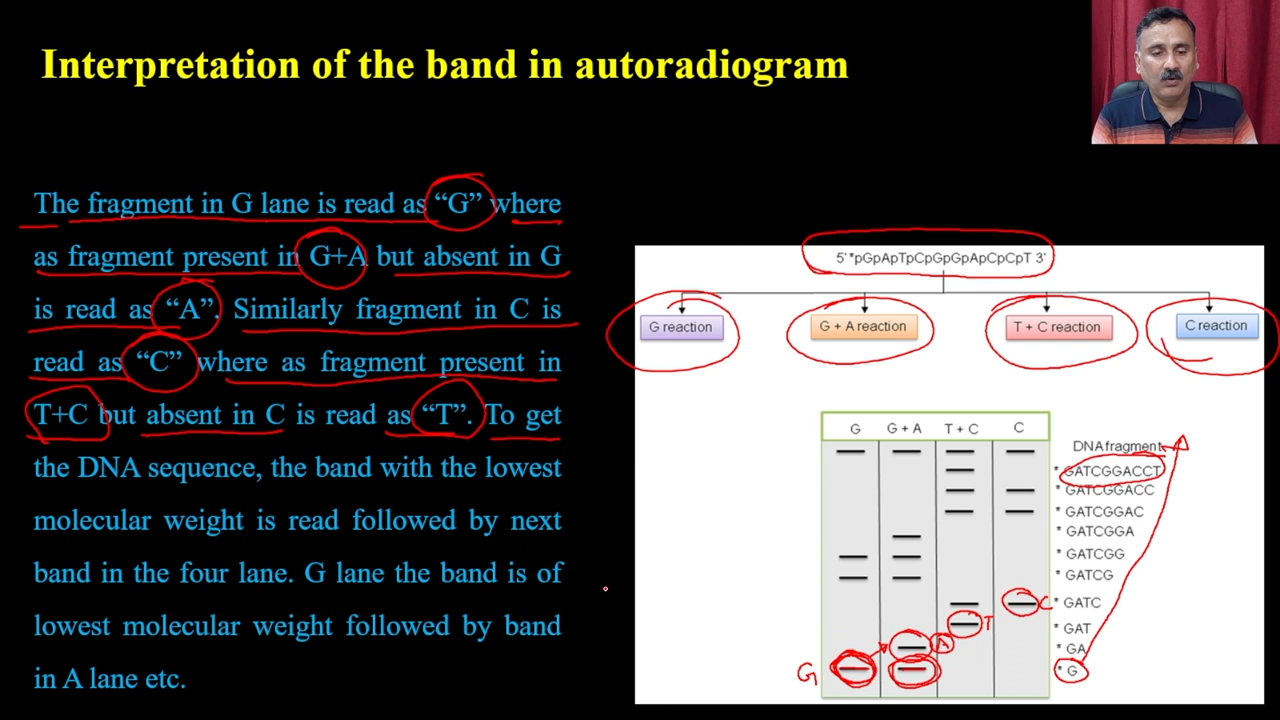 Interpretation of the band in autoradiogram
The fragment in G lane is read as “G” where
as fragment present in G+A but absent in G
is read as “A”. Similarly fragment in C is
read as “C” where as fragment present in
T+C but absent in C is read as “T”. To get
the DNA sequence, the band with the lowest
molecular weight is read followed by next
band in the four lane. G lane the band is of
lowest molecular weight followed by band
in A lane etc.
5'*pGpApTpCpGpGpApCpCpT 3'
G reaction
G + A reaction
T + C reaction
C reaction
G
G + A
T + C
C
DNA fragment
* GATCGGACCT
* GATCGGACC
* GATCGGAC
* GATCGGA
* GATCGG
* GATCG
C
* GATC
T
* GAT
A
* GA
G
* G